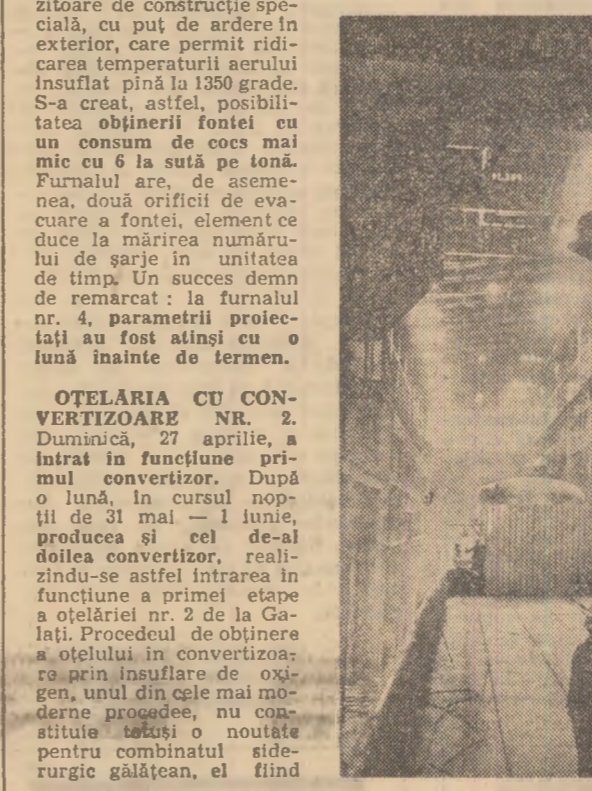 zitoare de construcție spe-
cială, cu puț de ardere în
exterior, care permit ridi-
carea temperaturii aerului
insuflat pînă la 1350 grade.
S-a creat, astfel, posibili-
tatea obținerii fontei cu
un consum de cocs mai
mic cu 6 la sută pe tonă.
Furnalul are, de aseme-
nea, două orificii de eva-
cuare a fontei, element ce
duce la mărirea număru-
lui de șarje în unitatea
de timp. Un succes demn
de remarcat : la furnalul
nr. 4, parametrii proiec-
tați au fost atinși cu o
lună înainte de termen.
OȚELĂRIA CU CON-
VERTIZOARE NR. 2.
Duminică, 27 aprilie, a
intrat în funcțiune pri-
mul convertizor. După
o lună, în cursul nop-
ții de 31 mai — 1 iunie,
producea și cel de-al
doilea convertizor, reali-
zindu-se astfel intrarea în
funcțiune a primei etape
a oțelăriei nr. 2 de la Ga-
lați. Procedeul de obținere
a oțelului în convertizoa-
re prin insuflare de oxi-
gen, unul din cele mai mo-
derne procedee, nu con-
stituie totuși o noutate
pentru combinatul side-
rurgic gălățean, el fiind